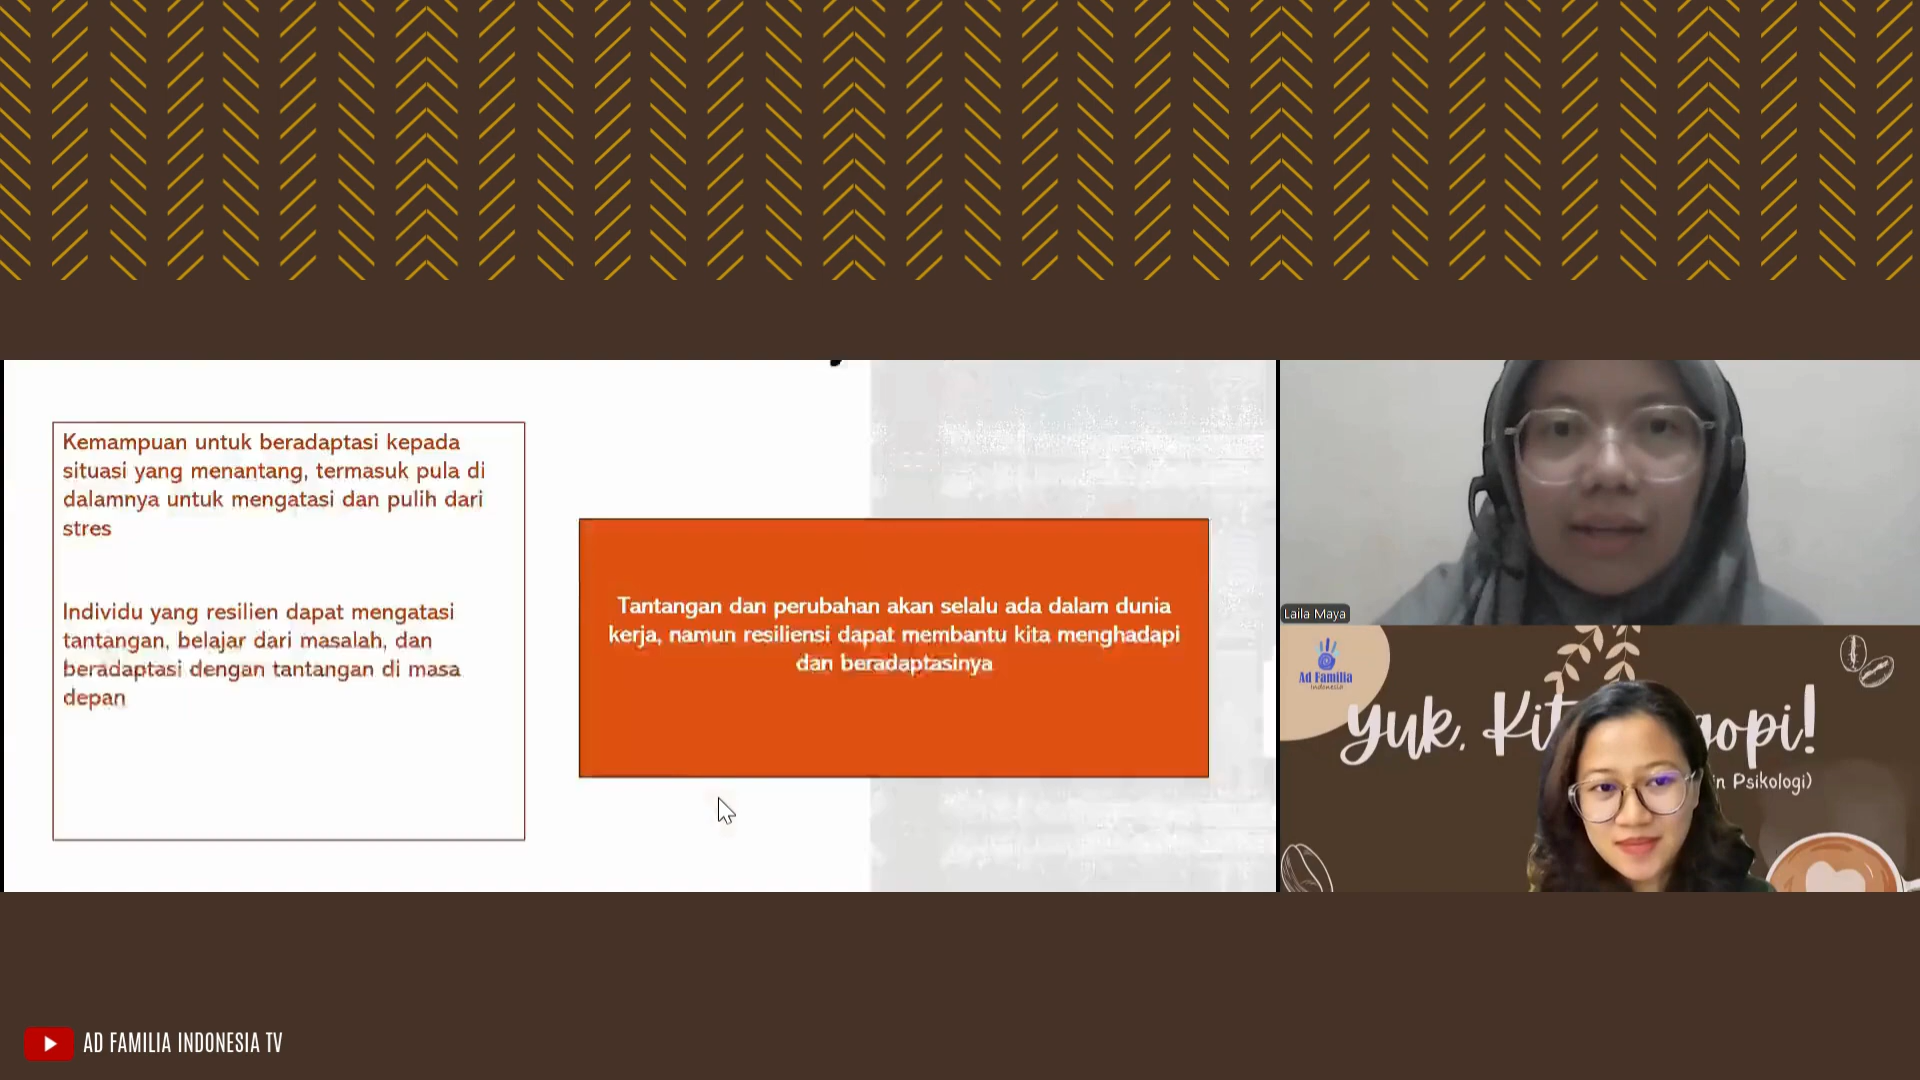 Kemampuan untuk beradaptasi kepada
situasi yang menantang, termasuk pula di
dalamnya untuk mengatasi dan pulih dari
stres
Individu yang resilien dapat mengatasi
tantangan, belajar dari masalah, dan
beradaptasi dengan tantangan di masa
depan
Tantangan dan perubahan akan selalu ada dalam dunia
kerja, namun resiliensi dapat membantu kita menghadapi
dan beradaptasinya
Laila Maya
Ad Familia
Indonesia
Yuk,
Psikologi)
AD FAMILIA INDONESIA TV